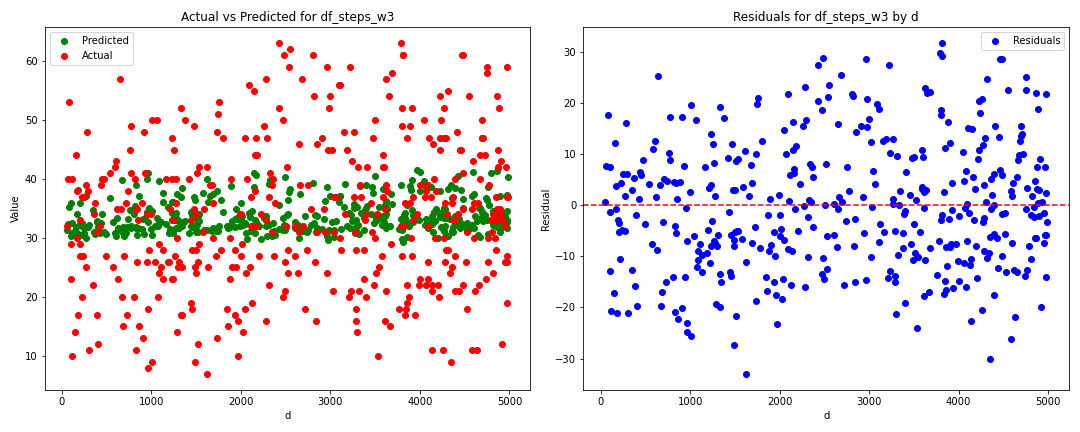 Actual vs Predicted for df_steps_w3
Predicted
Actual
Value
60
50
40
30
20
10
0
1000
2000
3000
4000
5000
d
Residuals for df_steps_w3 by d
Residuals
Residual
30
20
10
0
−10
−20
−30
0
1000
2000
3000
4000
5000
d